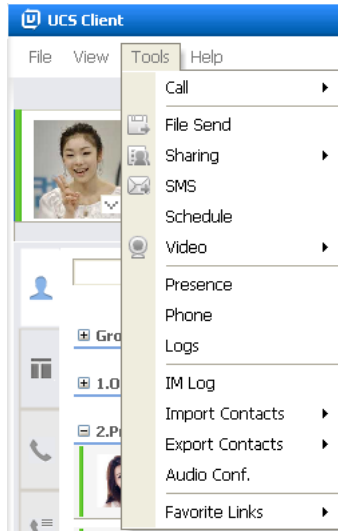 UCS Client
File View Tools Help
Call
File Send
Sharing
SMS
Schedule
Video
Presence
Phone
Logs
IM Log
Import Contacts
Export Contacts
Audio Conf.
Favorite Links